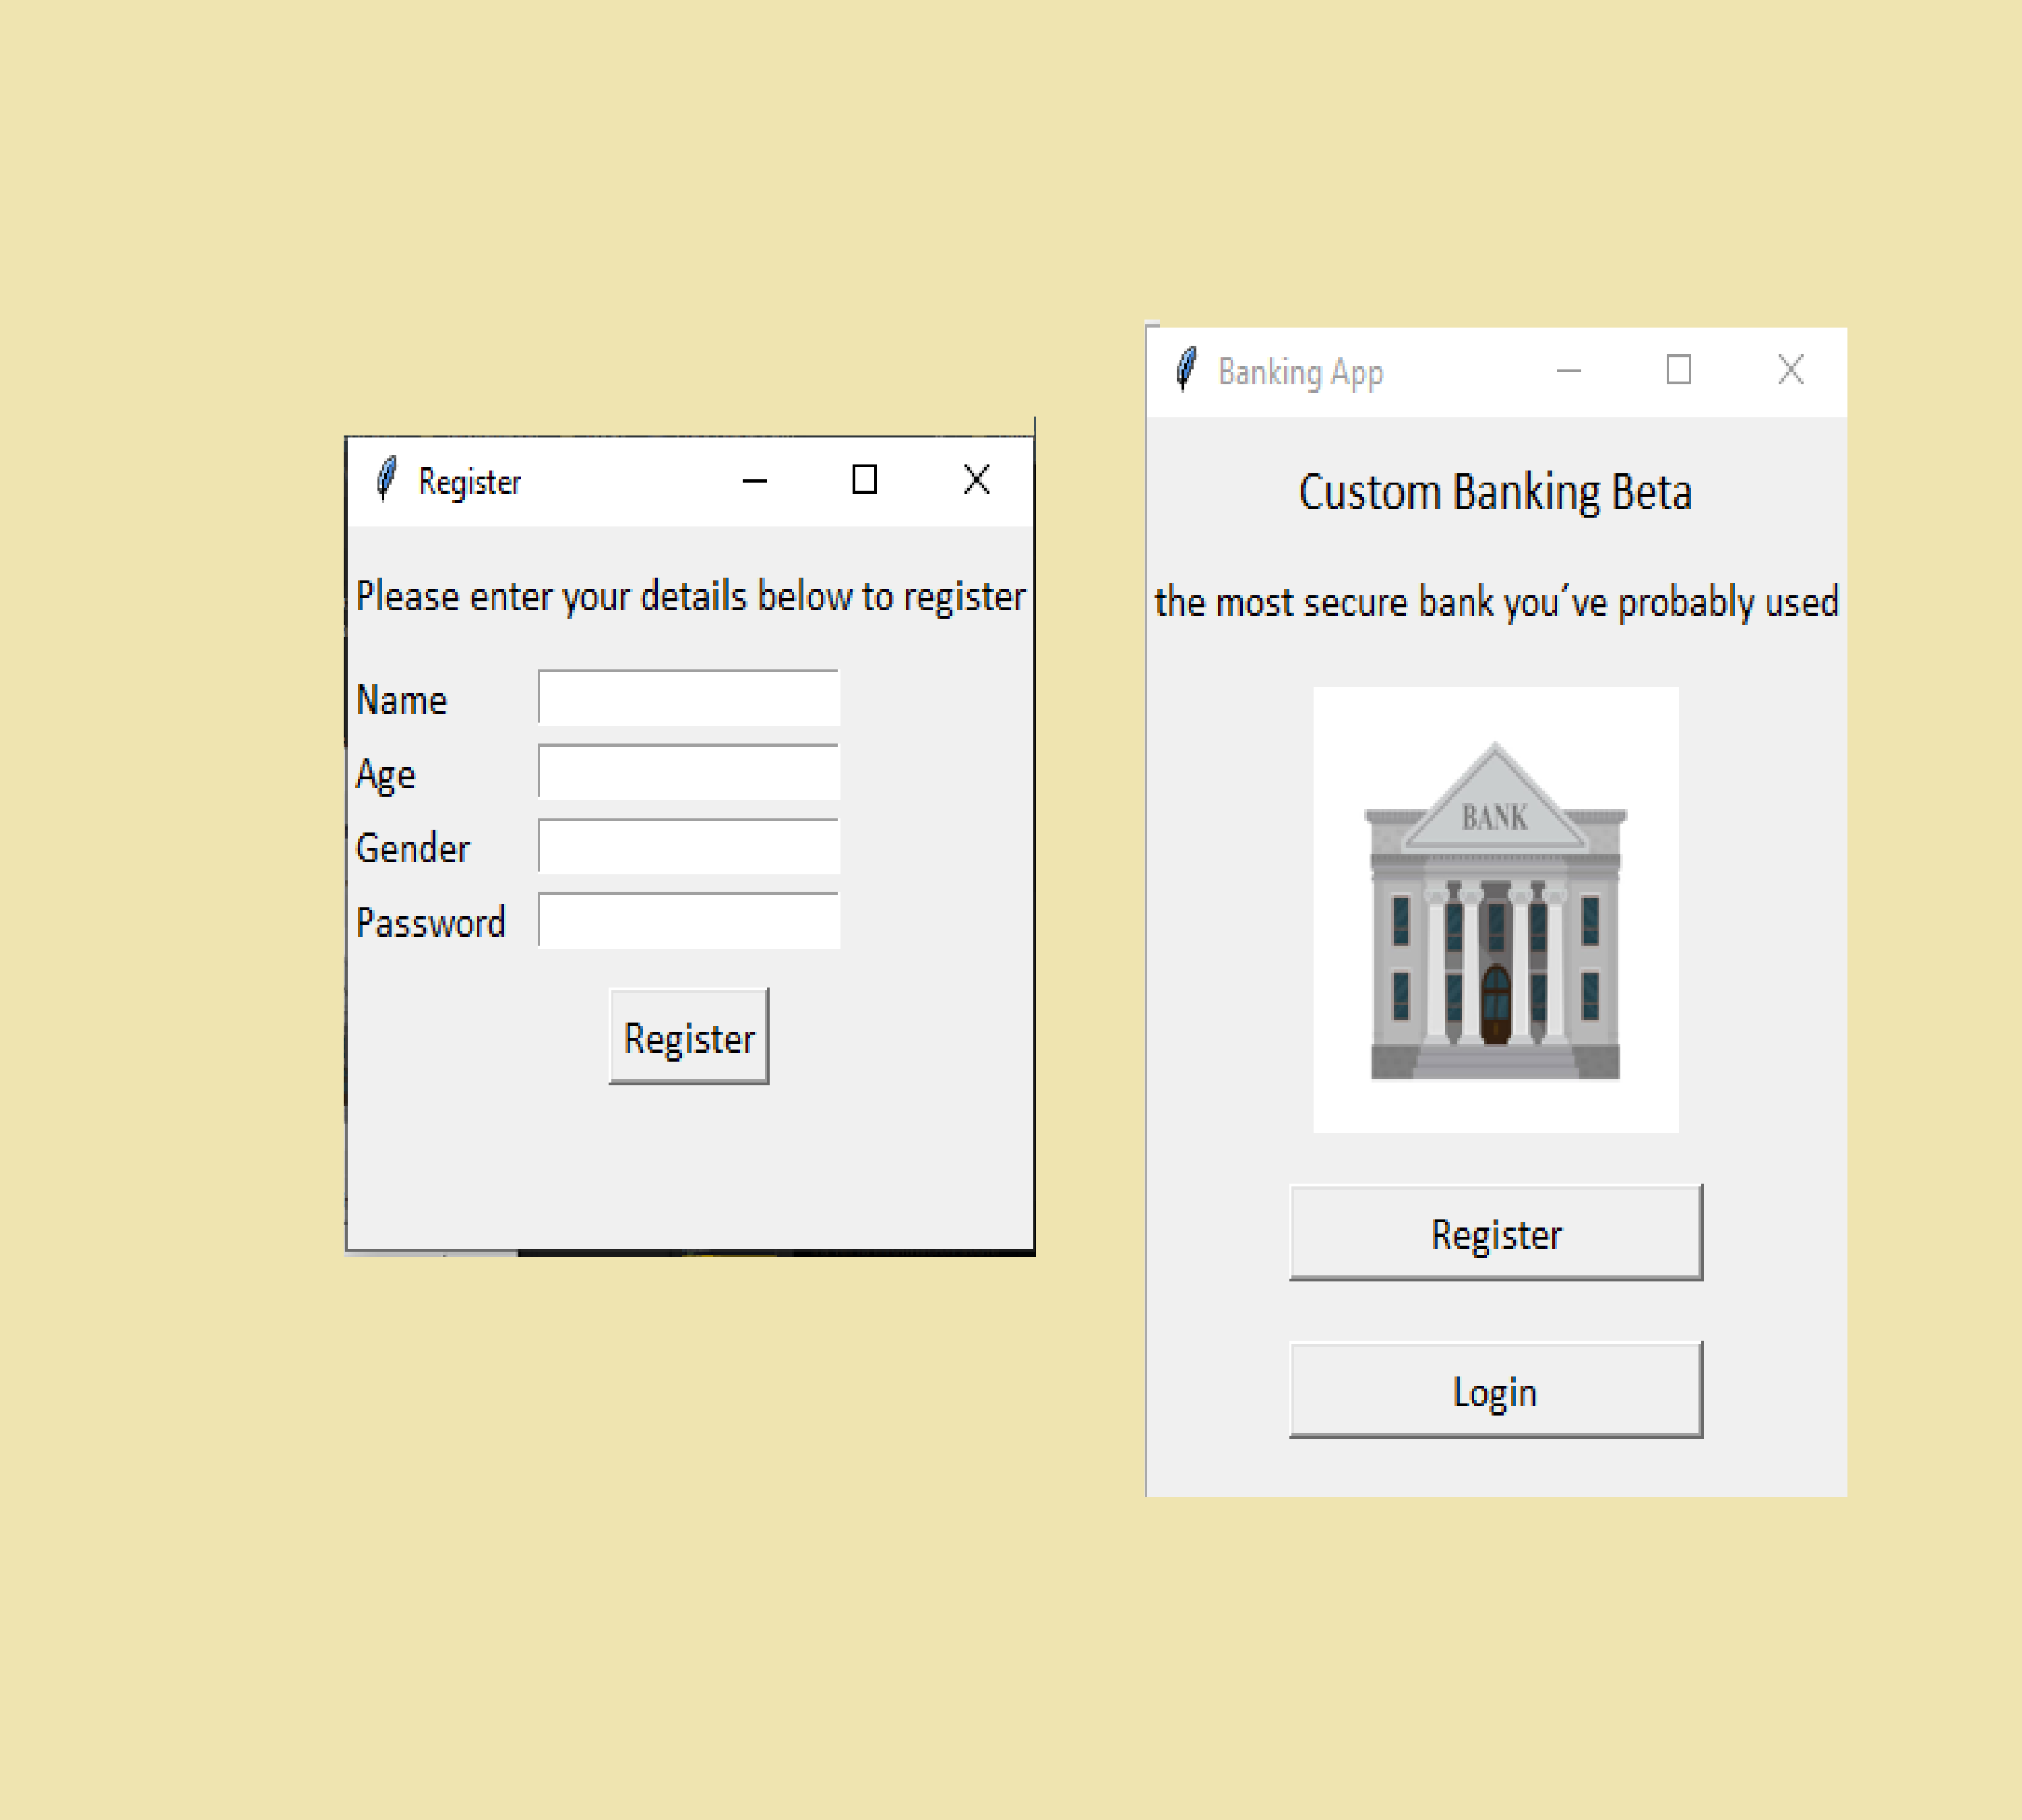 Register
Please enter your details below to register
Name
Age
Gender
Password
Register
Banking App
Custom Banking Beta
the most secure bank you´ve probably used
BANK
Register
Login